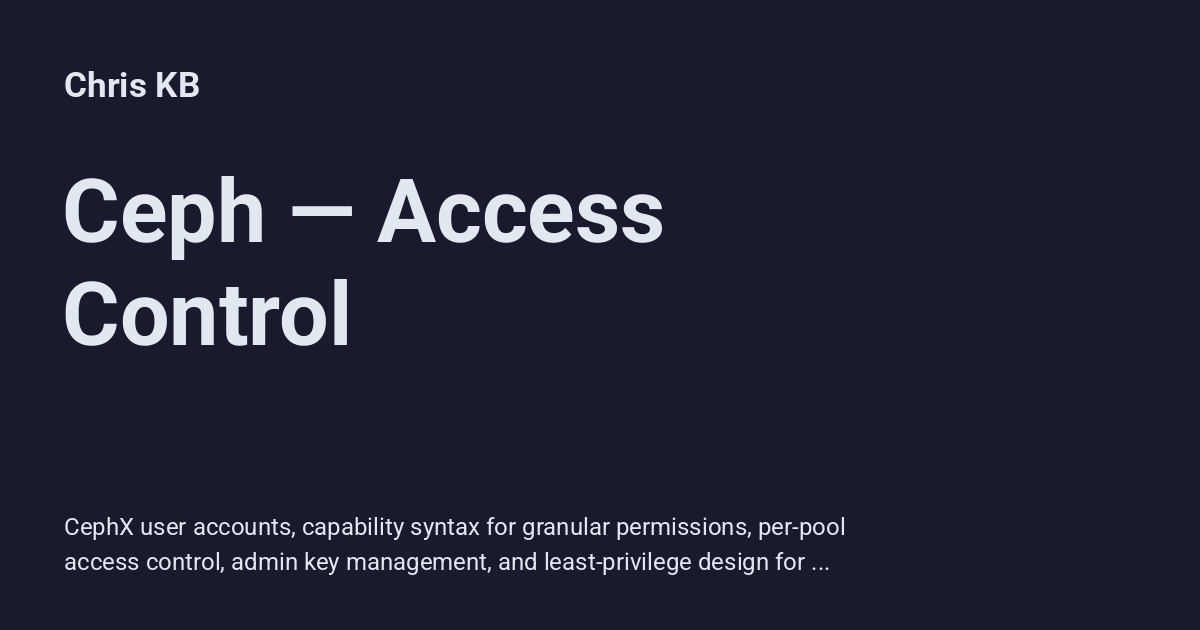 Chris KB
Ceph — Access
Control
CephX user accounts, capability syntax for granular permissions, per-pool
access control, admin key management, and least-privilege design for ...